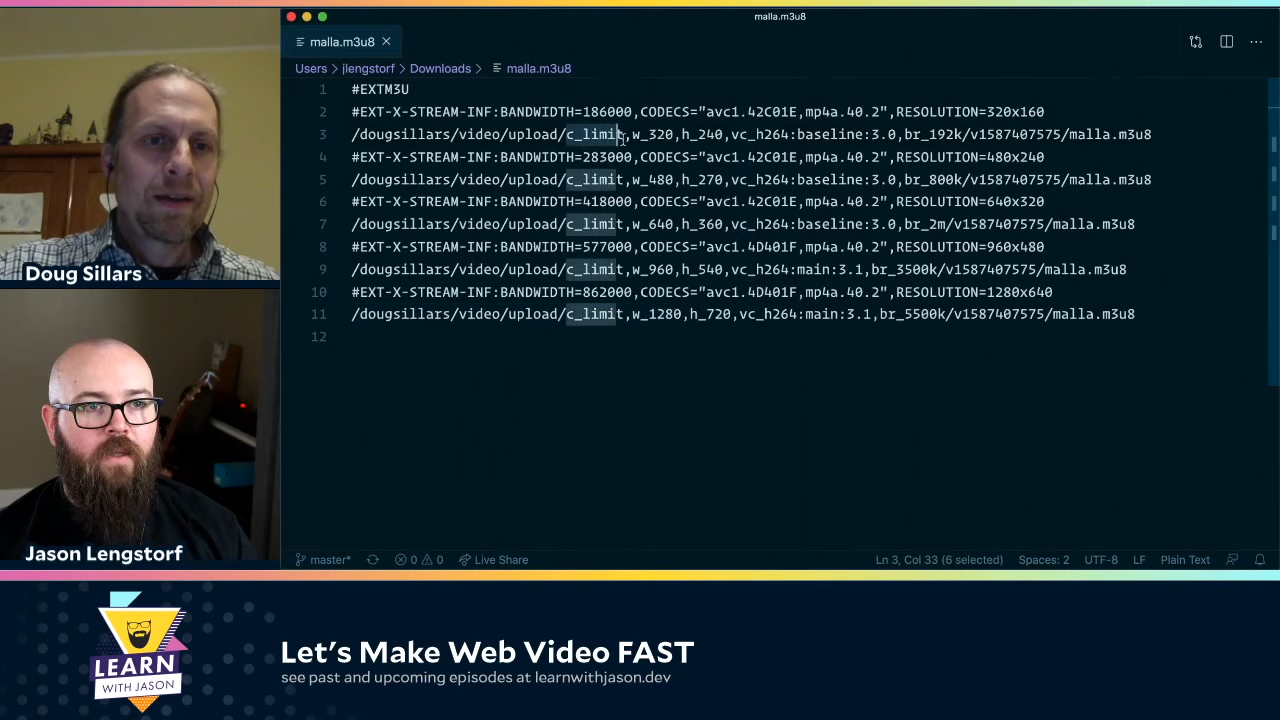 malla.m3u8
malla.m3u8
Users > jlengstorf > Downloads > malla.m3u8
1 #EXTM3U
2 #EXT-X-STREAM-INF:BANDWIDTH=186000,CODECS="avc1.42C01E,mp4a.40.2",RESOLUTION=320x160
3 /dougsillars/video/upload/c_limit,w_320,h_240,vc_h264:baseline:3.0,br_192k/v1587407575/malla.m3u8
4 #EXT-X-STREAM-INF:BANDWIDTH=283000,CODECS="avc1.42C01E,mp4a.40.2",RESOLUTION=480x240
5 /dougsillars/video/upload/c_limit,w_480,h_270,vc_h264:baseline:3.0,br_800k/v1587407575/malla.m3u8
6 #EXT-X-STREAM-INF:BANDWIDTH=418000,CODECS="avc1.42C01E,mp4a.40.2",RESOLUTION=640x320
7 /dougsillars/video/upload/c_limit,w_640,h_360,vc_h264:baseline:3.0,br_2m/v1587407575/malla.m3u8
8 #EXT-X-STREAM-INF:BANDWIDTH=577000,CODECS="avc1.4D401F,mp4a.40.2",RESOLUTION=960x480
9 /dougsillars/video/upload/c_limit,w_960,h_540,vc_h264:main:3.1,br_3500k/v1587407575/malla.m3u8
10 #EXT-X-STREAM-INF:BANDWIDTH=862000,CODECS="avc1.4D401F,mp4a.40.2",RESOLUTION=1280x640
11 /dougsillars/video/upload/c_limit,w_1280,h_720,vc_h264:main:3.1,br_5500k/v1587407575/malla.m3u8
12
Doug Sillars
Jason Lengstorf
master* 0 0 Live Share Ln 3, Col 33 (6 selected) Spaces: 2 UTF-8 LF Plain Text
LEARN
WITH JASON
Let's Make Web Video FAST
see past and upcoming episodes at learnwithjason.dev